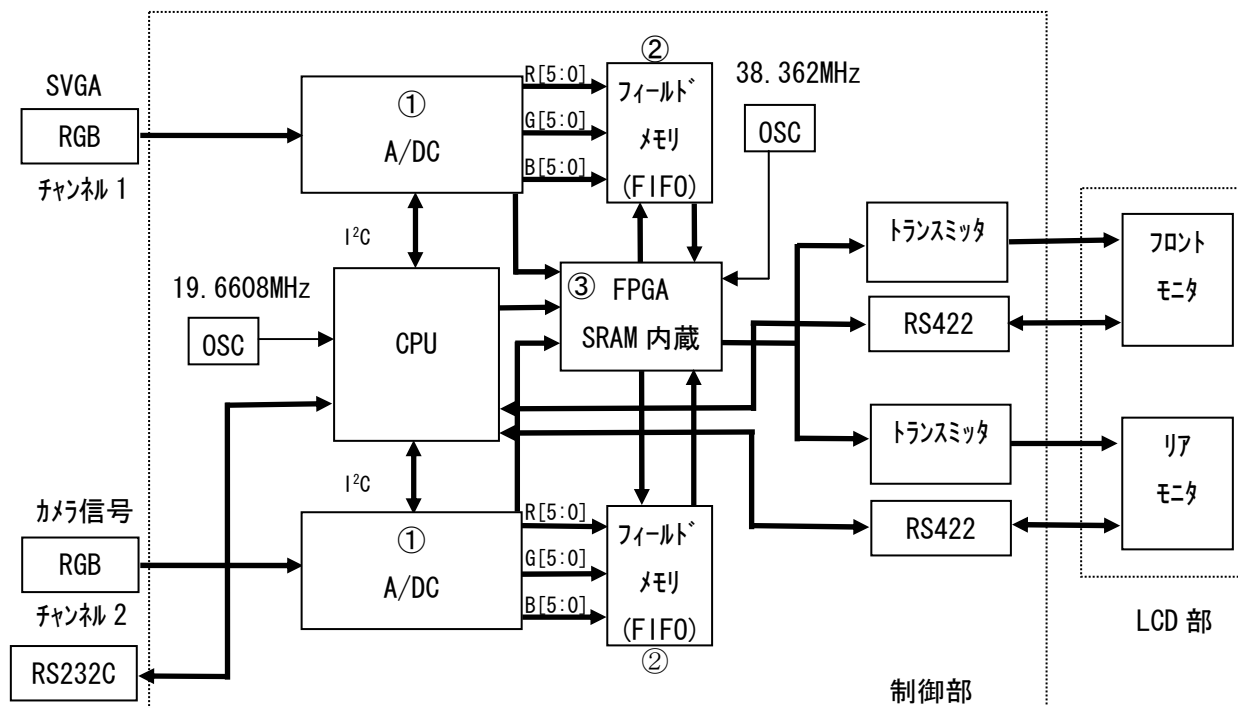 SVGA
RGB
チャンネル 1
①
A/DC
R[5:0]
G[5:0]
B[5:0]
②
フィールド
メモリ
(FIFO)
38.362MHz
OSC
I²C
19.6608MHz
OSC
CPU
③ FPGA
SRAM 内蔵
トランスミッタ
RS422
トランスミッタ
RS422
フロント
モニタ
リア
モニタ
LCD 部
I²C
カメラ信号
RGB
チャンネル 2
RS232C
①
A/DC
R[5:0]
G[5:0]
B[5:0]
フィールド
メモリ
(FIFO)
②
制御部